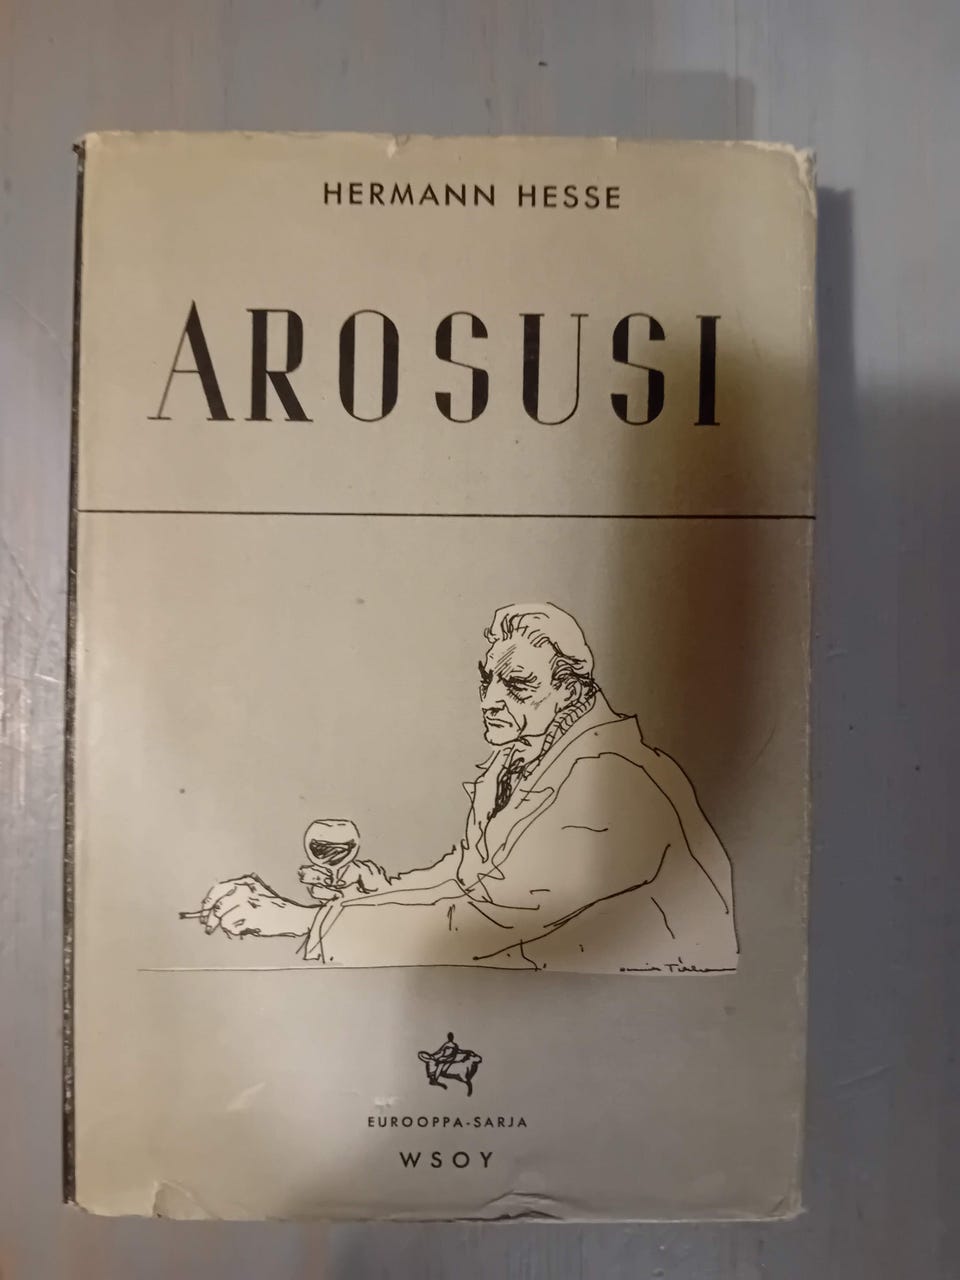 HERMANN HESSE
AROSUSI
EUROOPPA-SARJA
WSOY